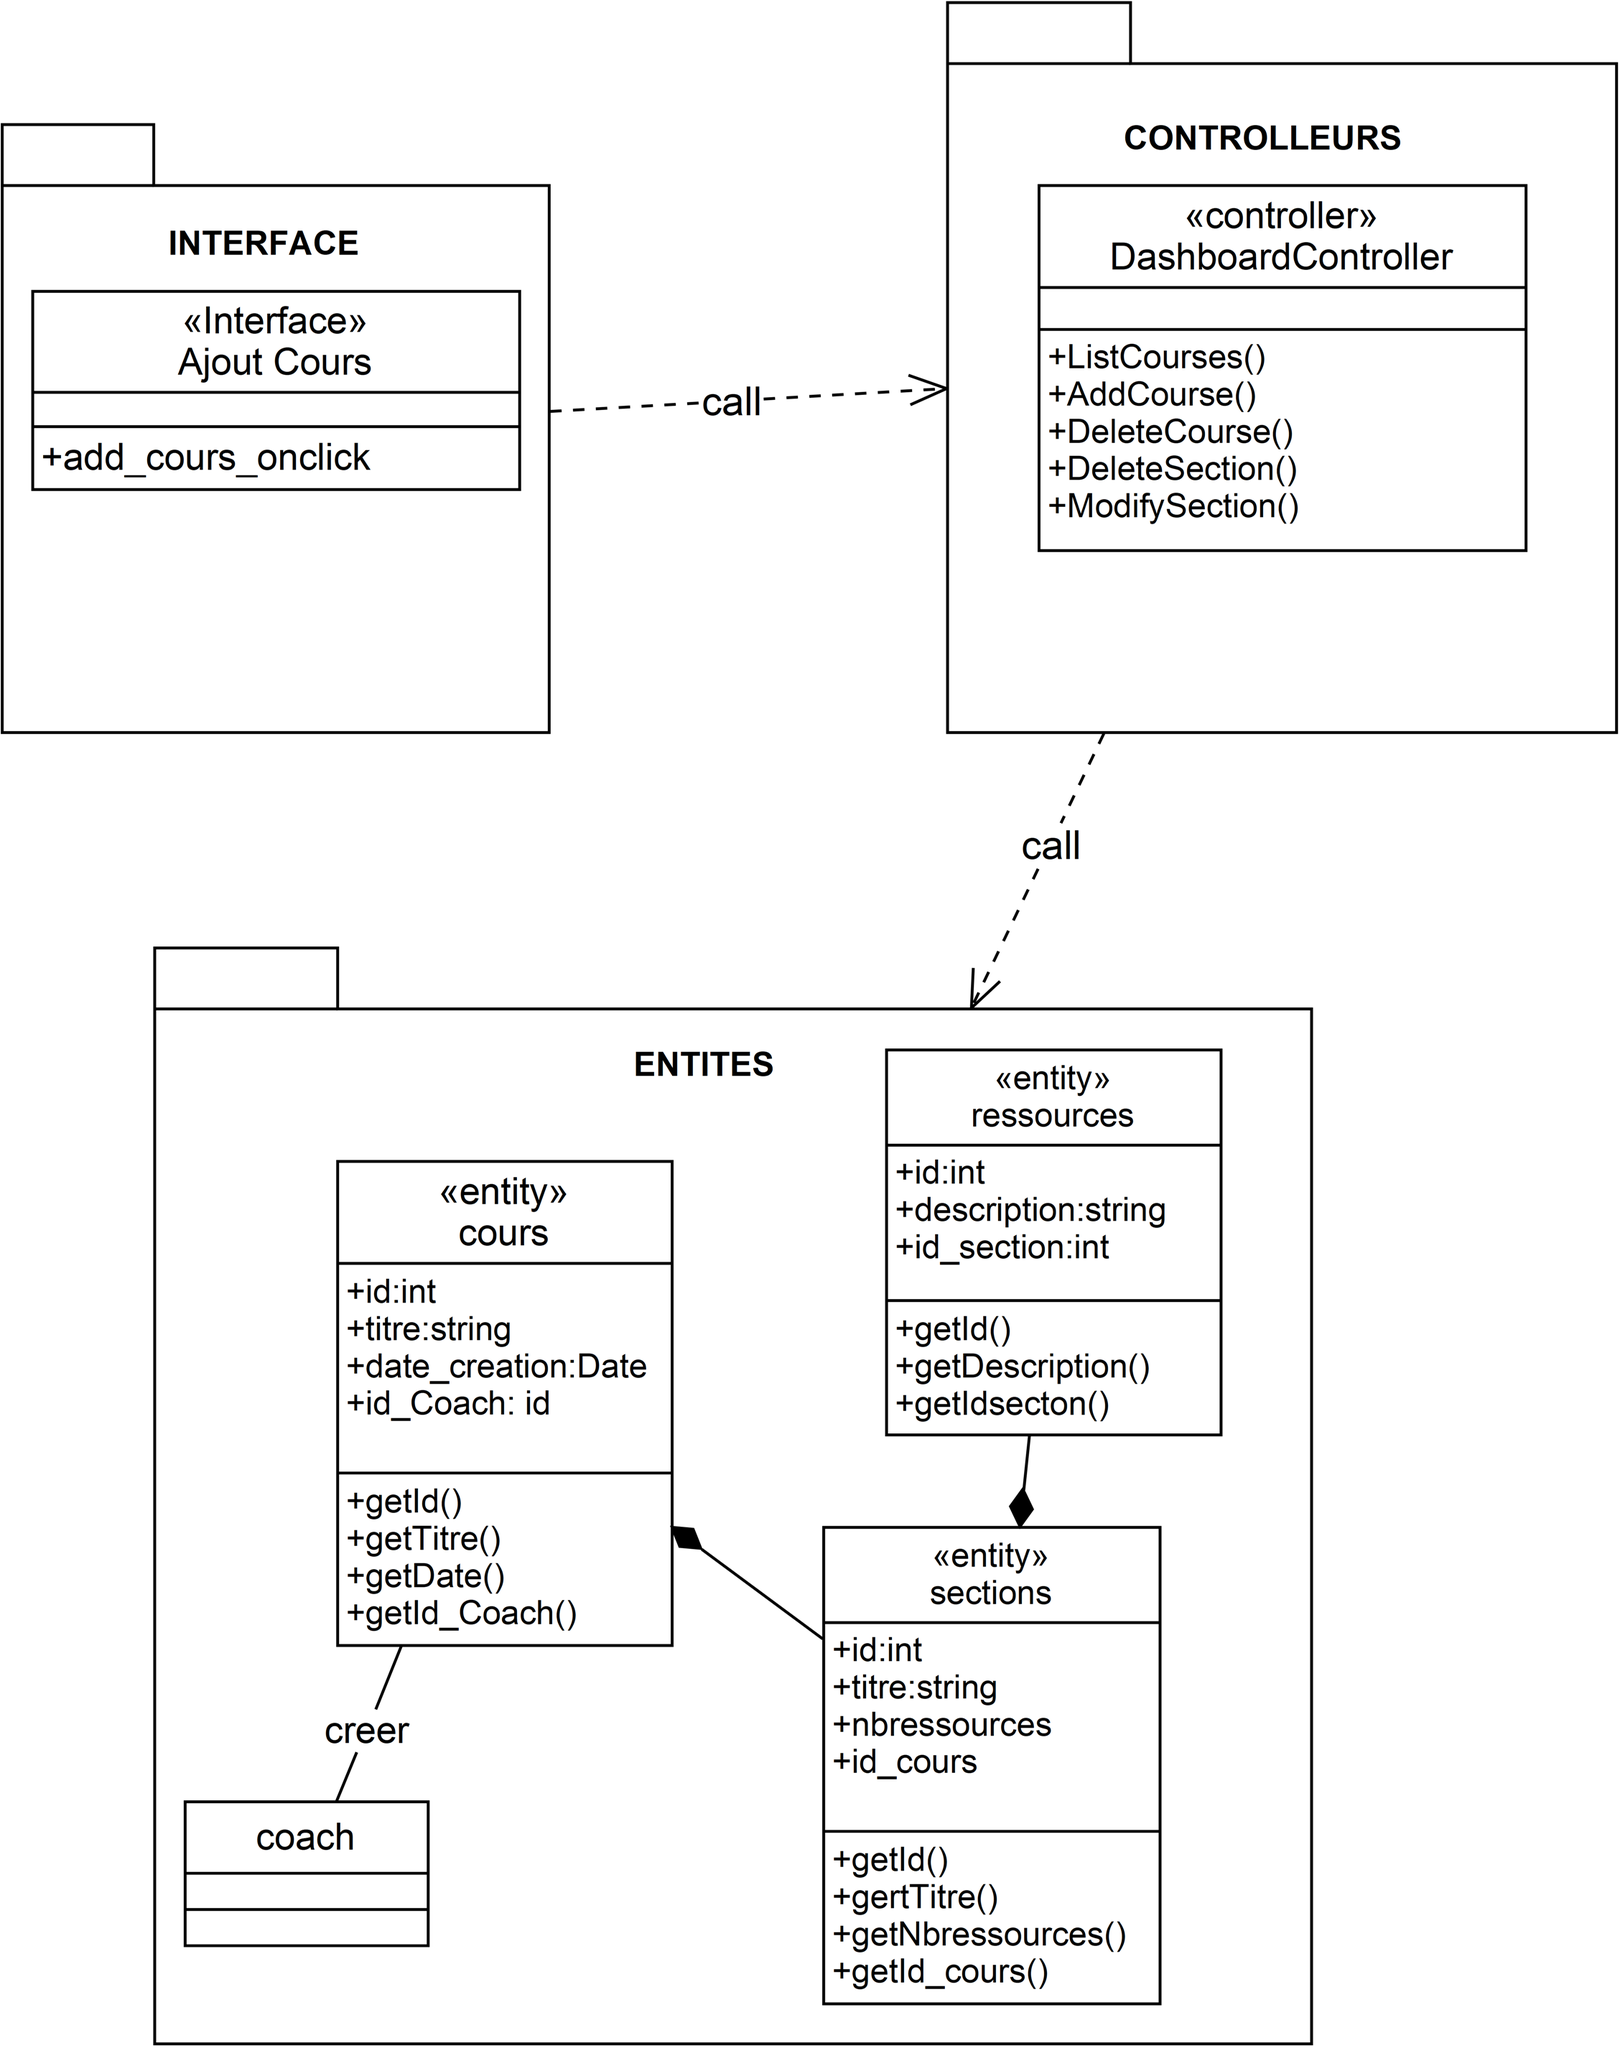 INTERFACE
«Interface»
Ajout Cours
+add_cours_onclick
call
CONTROLLEURS
«controller»
DashboardController
+ListCourses()
+AddCourse()
+DeleteCourse()
+DeleteSection()
+ModifySection()
call
ENTITES
«entity»
cours
+id:int
+titre:string
+date_creation:Date
+id_Coach: id
+getId()
+getTitre()
+getDate()
+getId_Coach()
creer
coach
«entity»
ressources
+id:int
+description:string
+id_section:int
+getId()
+getDescription()
+getIdsecton()
«entity»
sections
+id:int
+titre:string
+nbressources
+id_cours
+getId()
+gertTitre()
+getNbressources()
+getId_cours()